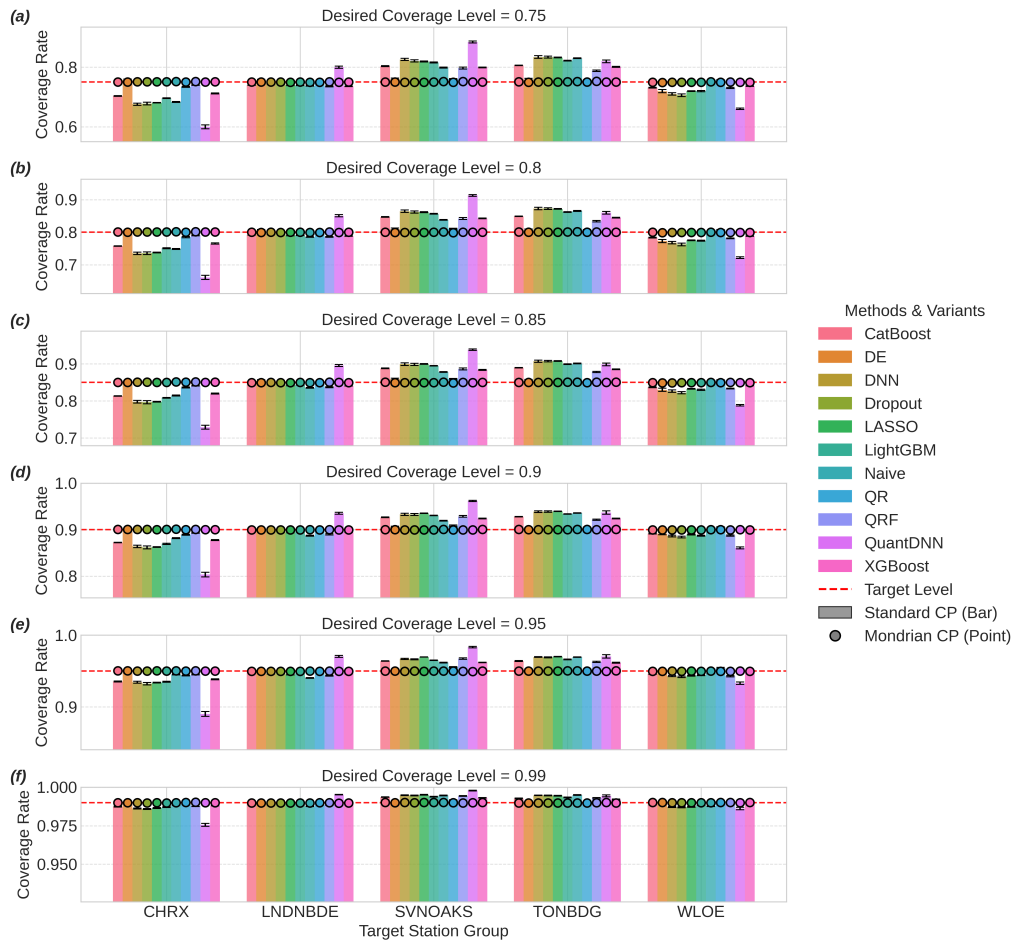 (a)
Desired Coverage Level = 0.75
Coverage Rate
0.8
0.6
(b)
Desired Coverage Level = 0.8
Coverage Rate
0.9
0.8
0.7
(c)
Desired Coverage Level = 0.85
Coverage Rate
0.9
0.8
0.7
(d)
Desired Coverage Level = 0.9
Coverage Rate
1.0
0.9
0.8
(e)
Desired Coverage Level = 0.95
Coverage Rate
1.0
0.9
(f)
Desired Coverage Level = 0.99
Coverage Rate
1.000
0.975
0.950
CHRX
LNDNBDE
SVNOAKS
TONBDG
WLOE
Target Station Group
Methods & Variants
CatBoost
DE
DNN
Dropout
LASSO
LightGBM
Naive
QR
QRF
QuantDNN
XGBoost
Target Level
Standard CP (Bar)
Mondrian CP (Point)